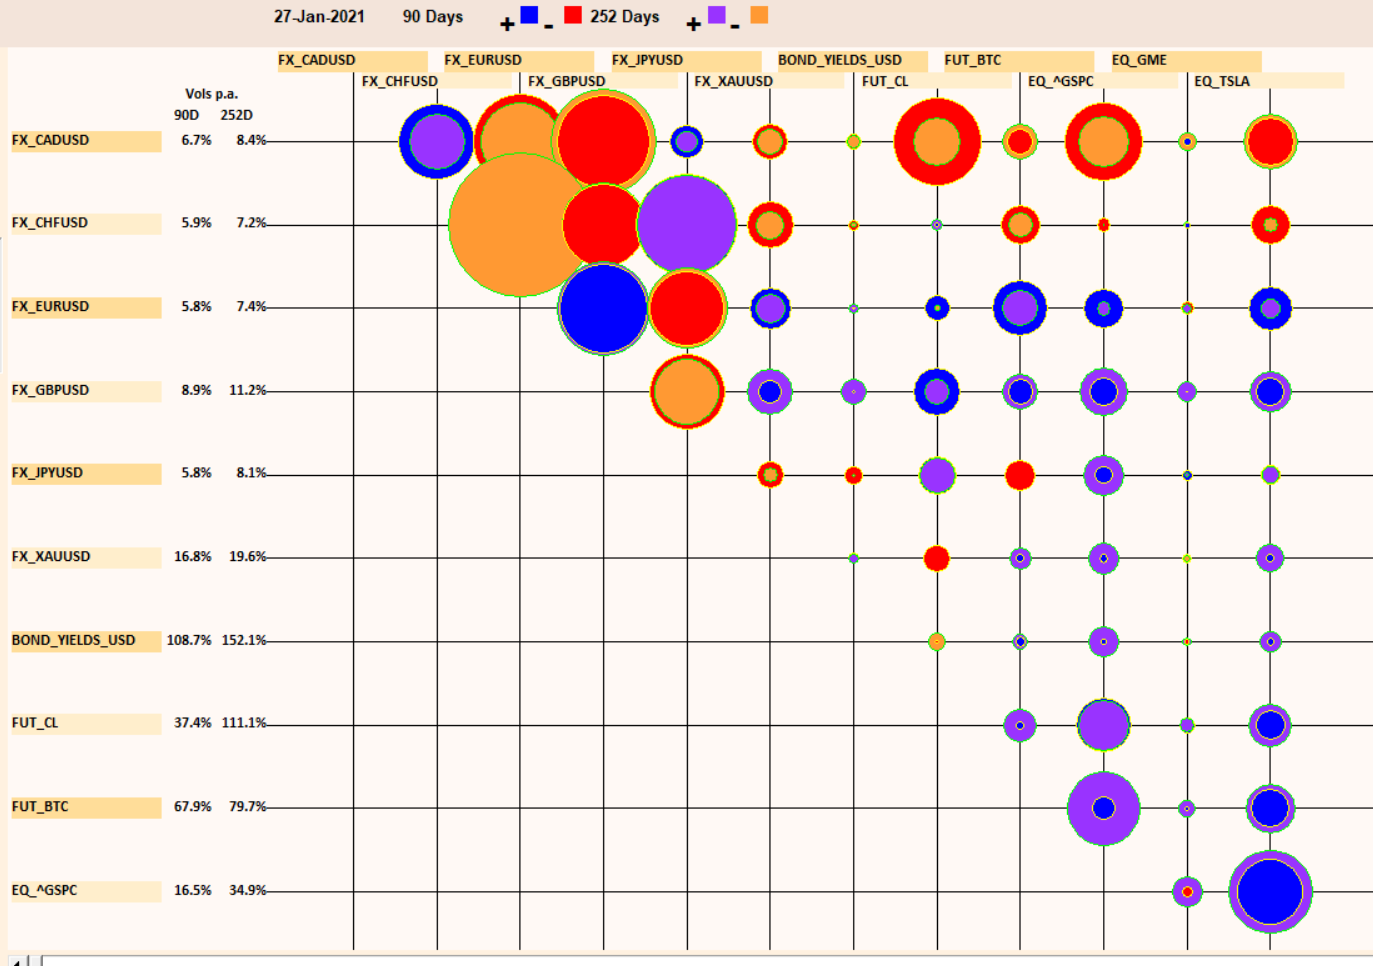 27-Jan-2021 90 Days + - 252 Days + -
FX_CADUSD FX_EURUSD FX_JPYUSD BOND_YIELDS_USD FUT_BTC EQ_GME
FX_CHFUSD FX_GBPUSD FX_XAUUSD FUT_CL EQ_^GSPC EQ_TSLA
Vols p.a.
90D 252D
FX_CADUSD 6.7% 8.4%
FX_CHFUSD 5.9% 7.2%
FX_EURUSD 5.8% 7.4%
FX_GBPUSD 8.9% 11.2%
FX_JPYUSD 5.8% 8.1%
FX_XAUUSD 16.8% 19.6%
BOND_YIELDS_USD 108.7% 152.1%
FUT_CL 37.4% 111.1%
FUT_BTC 67.9% 79.7%
EQ_^GSPC 16.5% 34.9%